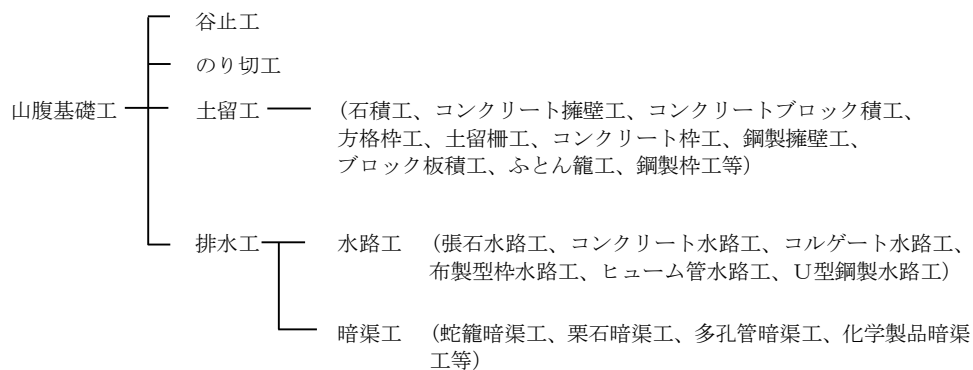 谷止工
のり切工
山腹基礎工
土留工
（石積工、コンクリート擁壁工、コンクリートブロック積工、
方格枠工、土留柵工、コンクリート枠工、鋼製擁壁工、
ブロック板積工、ふとん籠工、鋼製枠工等）
排水工
水路工
（張石水路工、コンクリート水路工、コルゲート水路工、
布製型枠水路工、ヒューム管水路工、Ｕ型鋼製水路工）
暗渠工
（蛇籠暗渠工、栗石暗渠工、多孔管暗渠工、化学製品暗渠
工等）